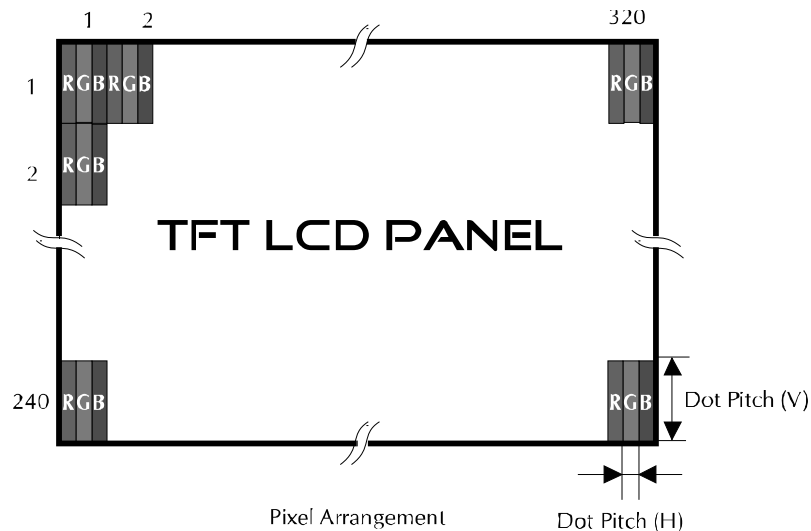 1 2 320
1 RGB RGB RGB
2 RGB
TFT LCD PANEL
240 RGB RGB
Dot Pitch (V)
Pixel Arrangement
Dot Pitch (H)